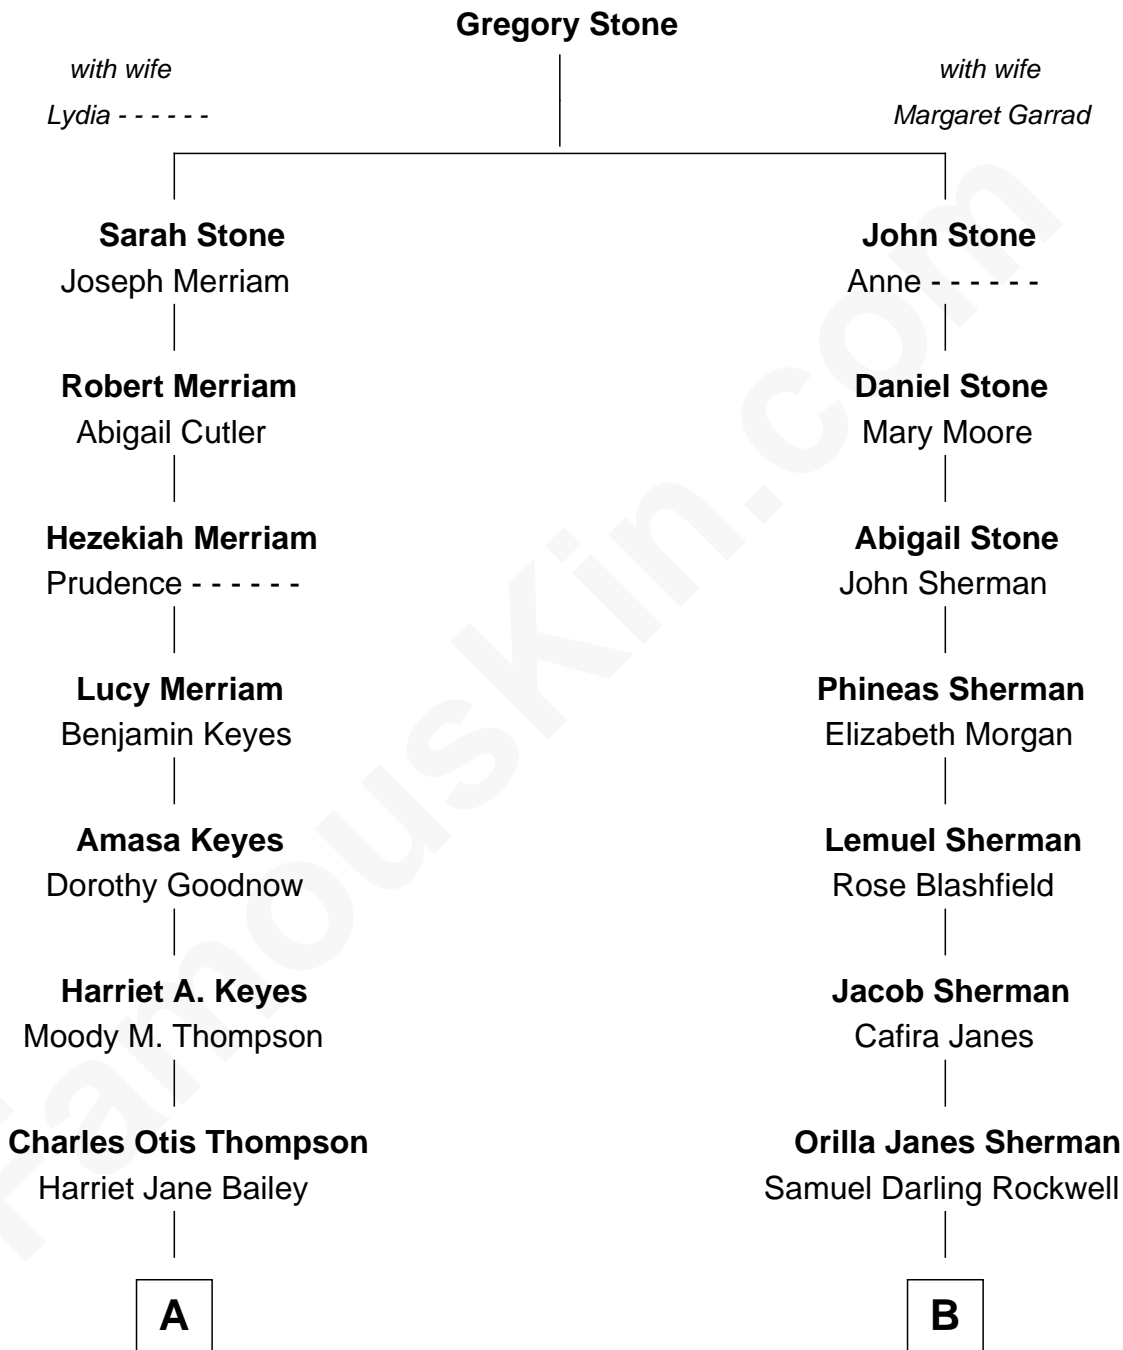 Gregory Stone
with wife
Lydia - - - - - -
with wife
Margaret Garrad
Sarah Stone
Joseph Merriam
John Stone
Anne - - - - - -
Robert Merriam
Abigail Cutler
Daniel Stone
Mary Moore
Hezekiah Merriam
Prudence - - - - - -
Abigail Stone
John Sherman
Lucy Merriam
Benjamin Keyes
Phineas Sherman
Elizabeth Morgan
Amasa Keyes
Dorothy Goodnow
Lemuel Sherman
Rose Blashfield
Harriet A. Keyes
Moody M. Thompson
Jacob Sherman
Cafira Janes
Charles Otis Thompson
Harriet Jane Bailey
Orilla Janes Sherman
Samuel Darling Rockwell
A
B
FamousKin.com